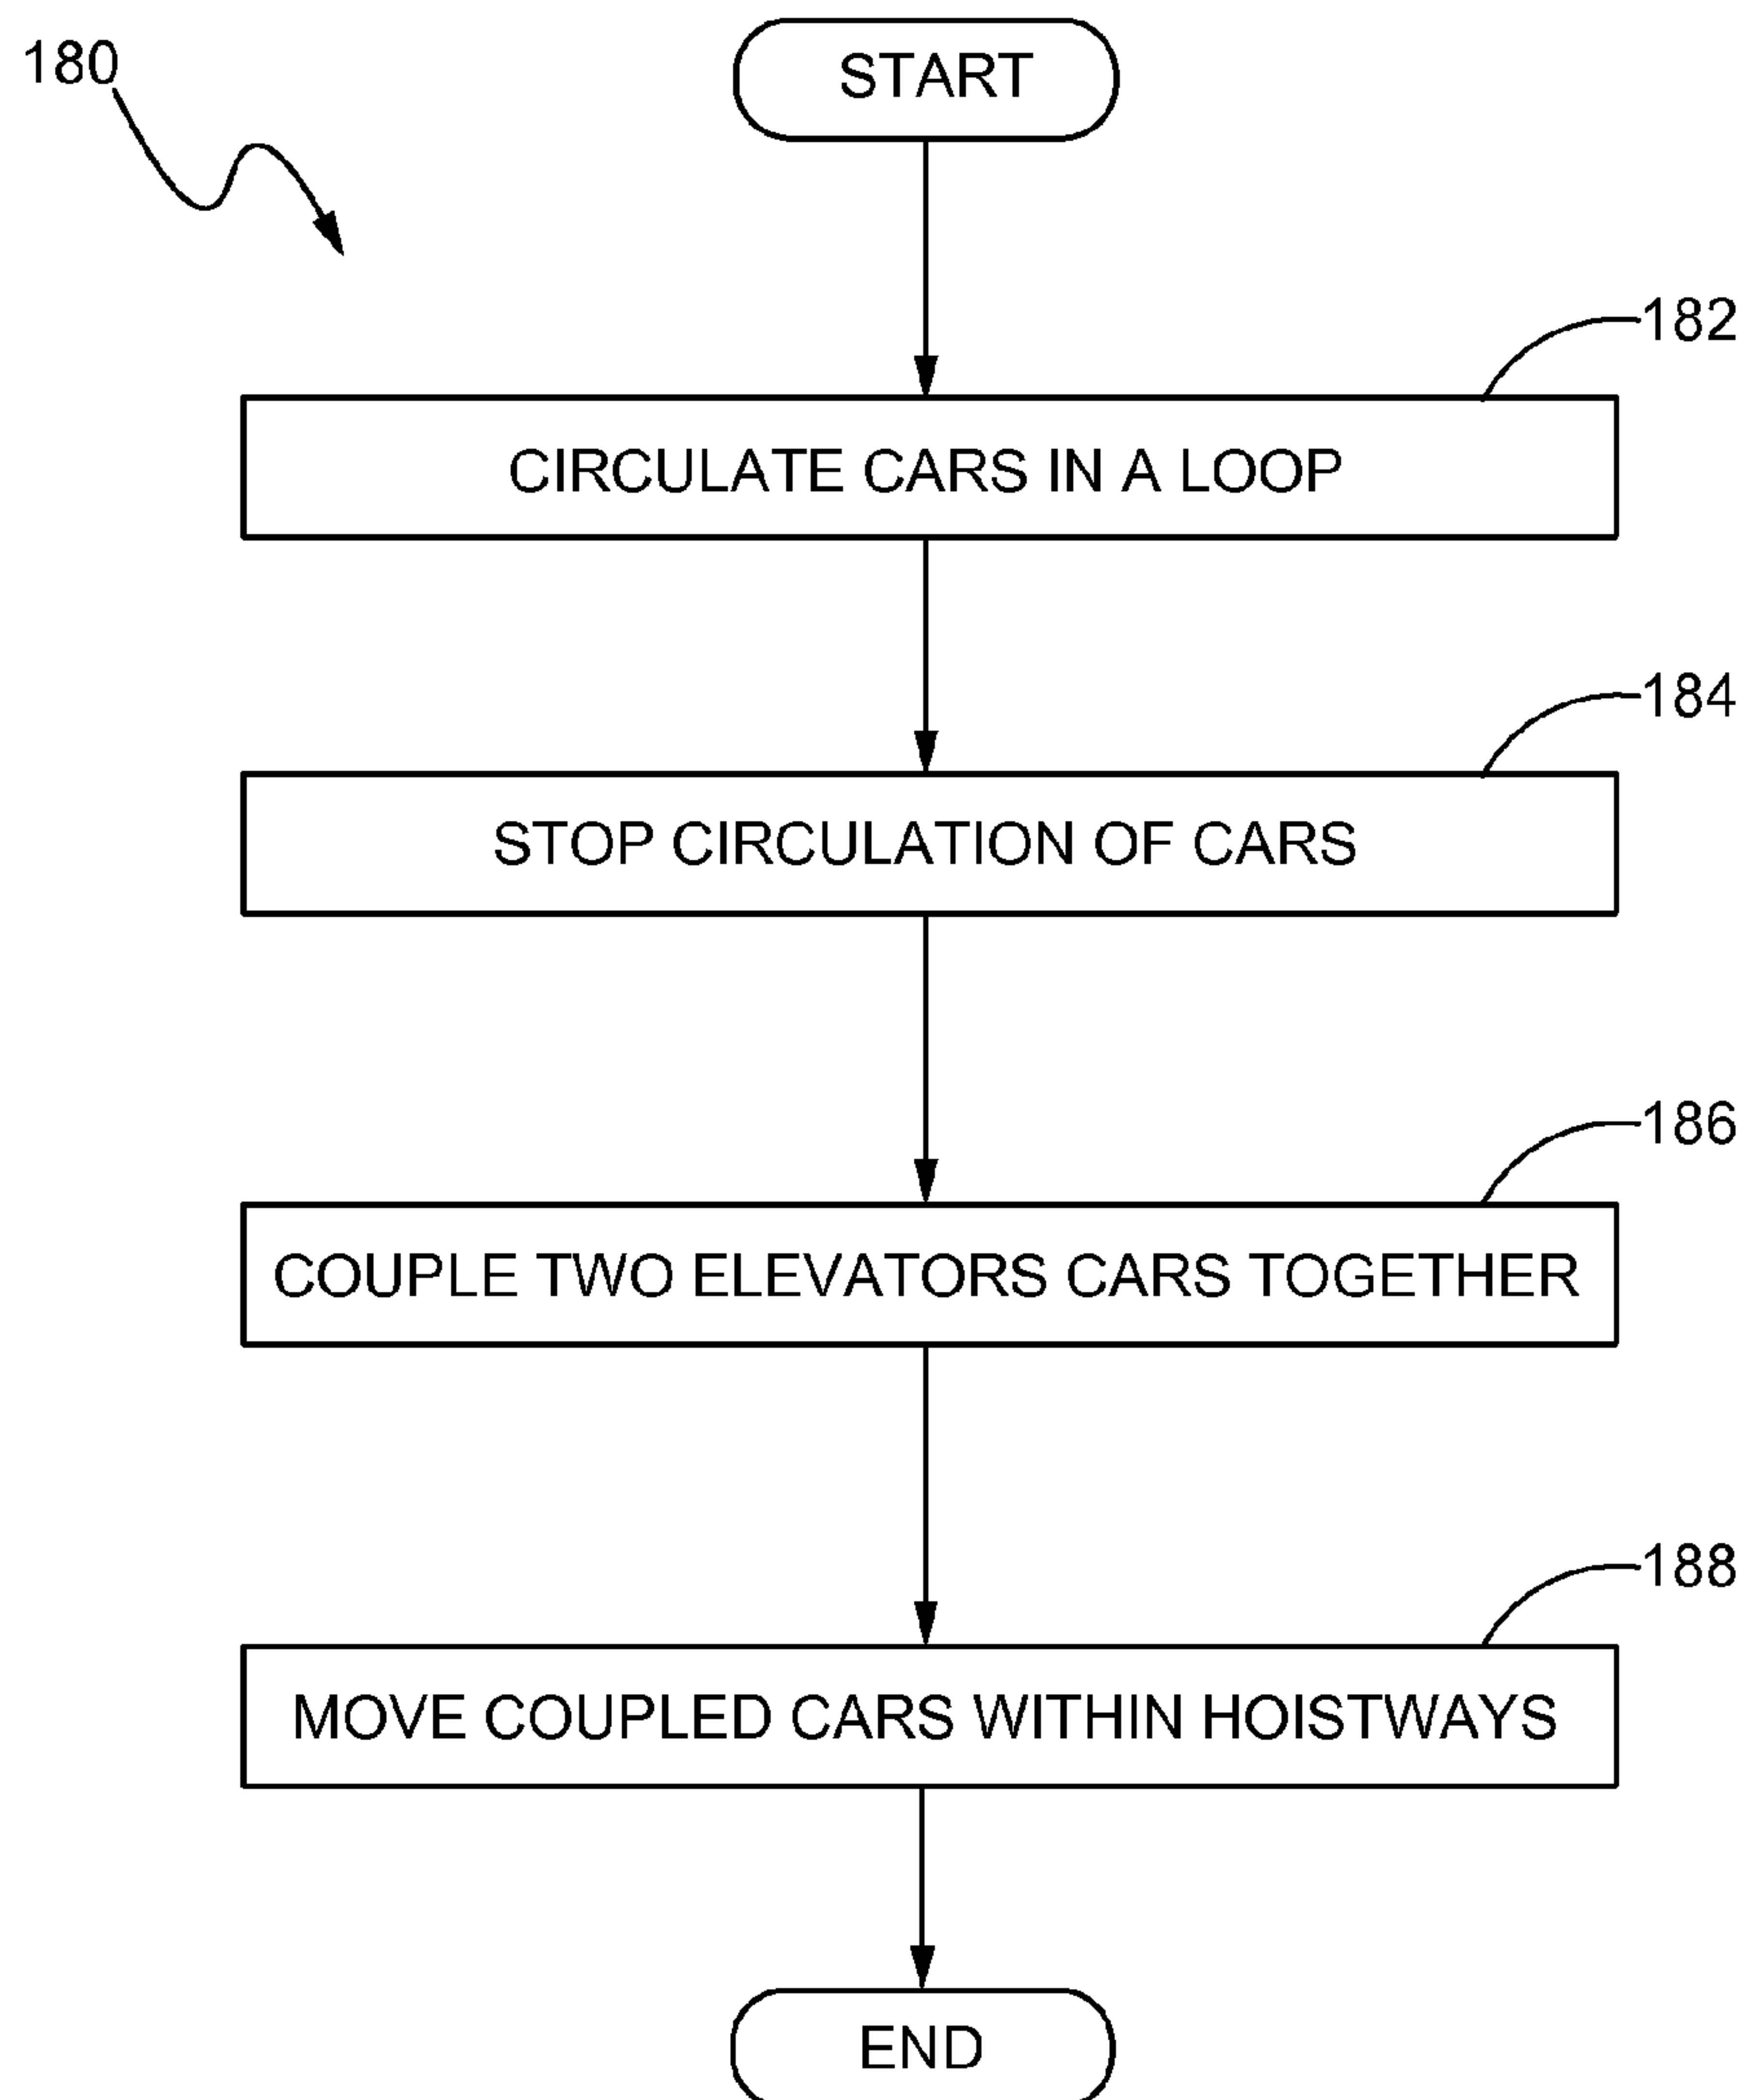 180
START
182
CIRCULATE CARS IN A LOOP
184
STOP CIRCULATION OF CARS
186
COUPLE TWO ELEVATORS CARS TOGETHER
188
MOVE COUPLED CARS WITHIN HOISTWAYS
END